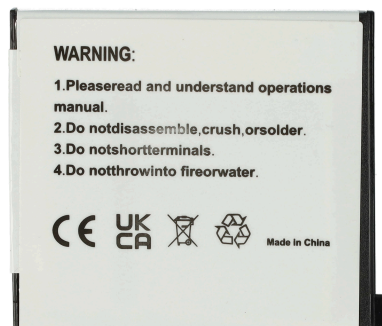 WARNING:
1.Pleaseread and understand operations
manual.
2.Do notdisassemble,crush,orsolder.
3.Do notshortterminals.
4.Do notthrowinto fireorwater.
CE UK
CA Made in China